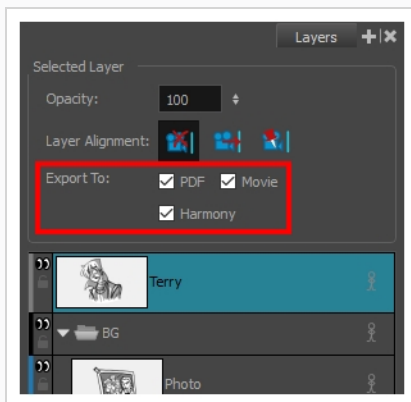 Layers
Selected Layer
Opacity: 100
Layer Alignment:
Export To: PDF Movie
Harmony
Terry
BG
Photo